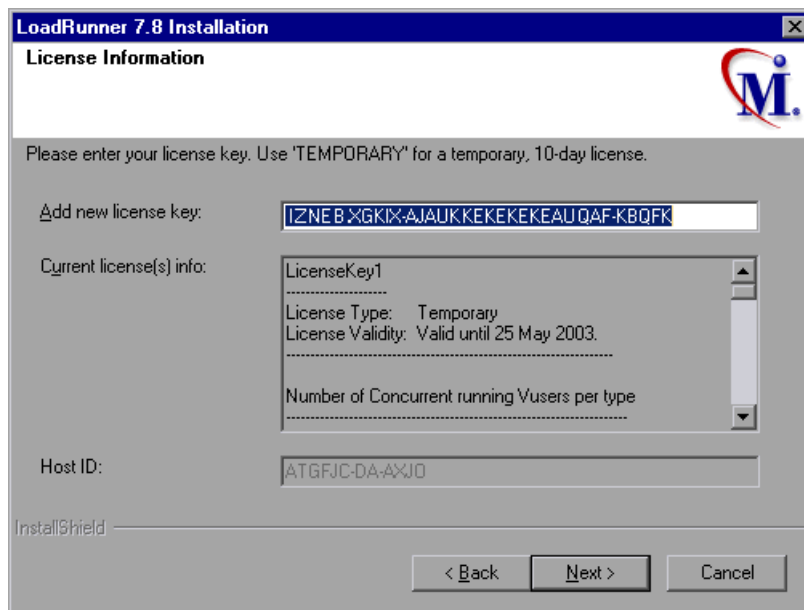 LoadRunner 7.8 Installation
License Information
M.
Please enter your license key. Use 'TEMPORARY' for a temporary, 10-day license.
Add new license key: IZNEB.XGKIX-AJAUKKEKEKEKEAUQAF-KBQFK
Current license(s) info:
LicenseKey1
--------------------
License Type: Temporary
License Validity: Valid until 25 May 2003.
-----------------------------------------------------------------
Number of Concurrent running Vusers per type
--------------------------------------------------------------------
Host ID: ATGFJC-DA-AXJO
InstallShield
< Back
Next >
Cancel